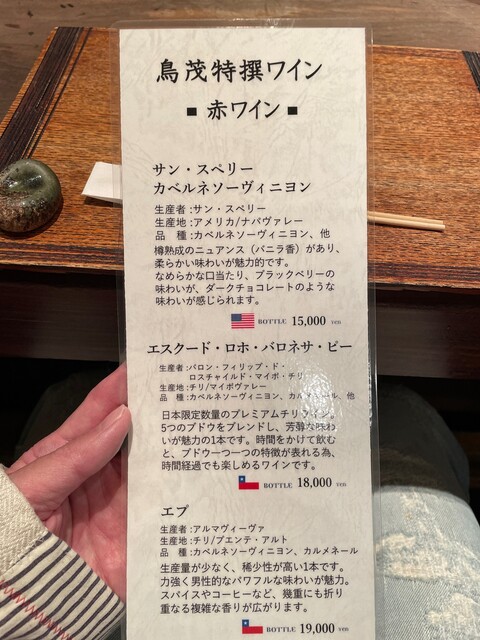 鳥茂特撰ワイン
■ 赤ワイン ■
サン・スペリー
カベルネソーヴィニヨン
生産者:サン・スペリー
生産地:アメリカ/ナパヴァレー
品　種:カベルネソーヴィニヨン、他
樽熟成のニュアンス（バニラ香）があり、
柔らかい味わいが魅力的です。
なめらかな口当たり、ブラックベリーの
味わいが、ダークチョコレートのような
味わいが感じられます。
BOTTLE 15,000 yen
エスクード・ロホ・バロネサ・ピー
生産者:バロン・フィリップ・ド・
ロスチャイルド・マイポ・チリ
生産地:チリ/マイポヴァレー
品　種:カベルネソーヴィニヨン、カルメネール、他
日本限定数量のプレミアムチリワイン。
5つのブドウをブレンドし、芳醇な味わ
いが魅力の1本です。時間をかけて飲む
と、ブドウ一つ一つの特徴が表れる為、
時間経過でも楽しめるワインです。
BOTTLE 18,000 yen
エプ
生産者:アルマヴィーヴァ
生産地:チリ/プエンテ・アルト
品　種:カベルネソーヴィニヨン、カルメネール
生産量が少なく、稀少性が高い1本です。
力強く男性的なパワフルな味わいが魅力。
スパイスやコーヒーなど、幾重にも折り
重なる複雑な香りが広がります。
BOTTLE 19,000 yen